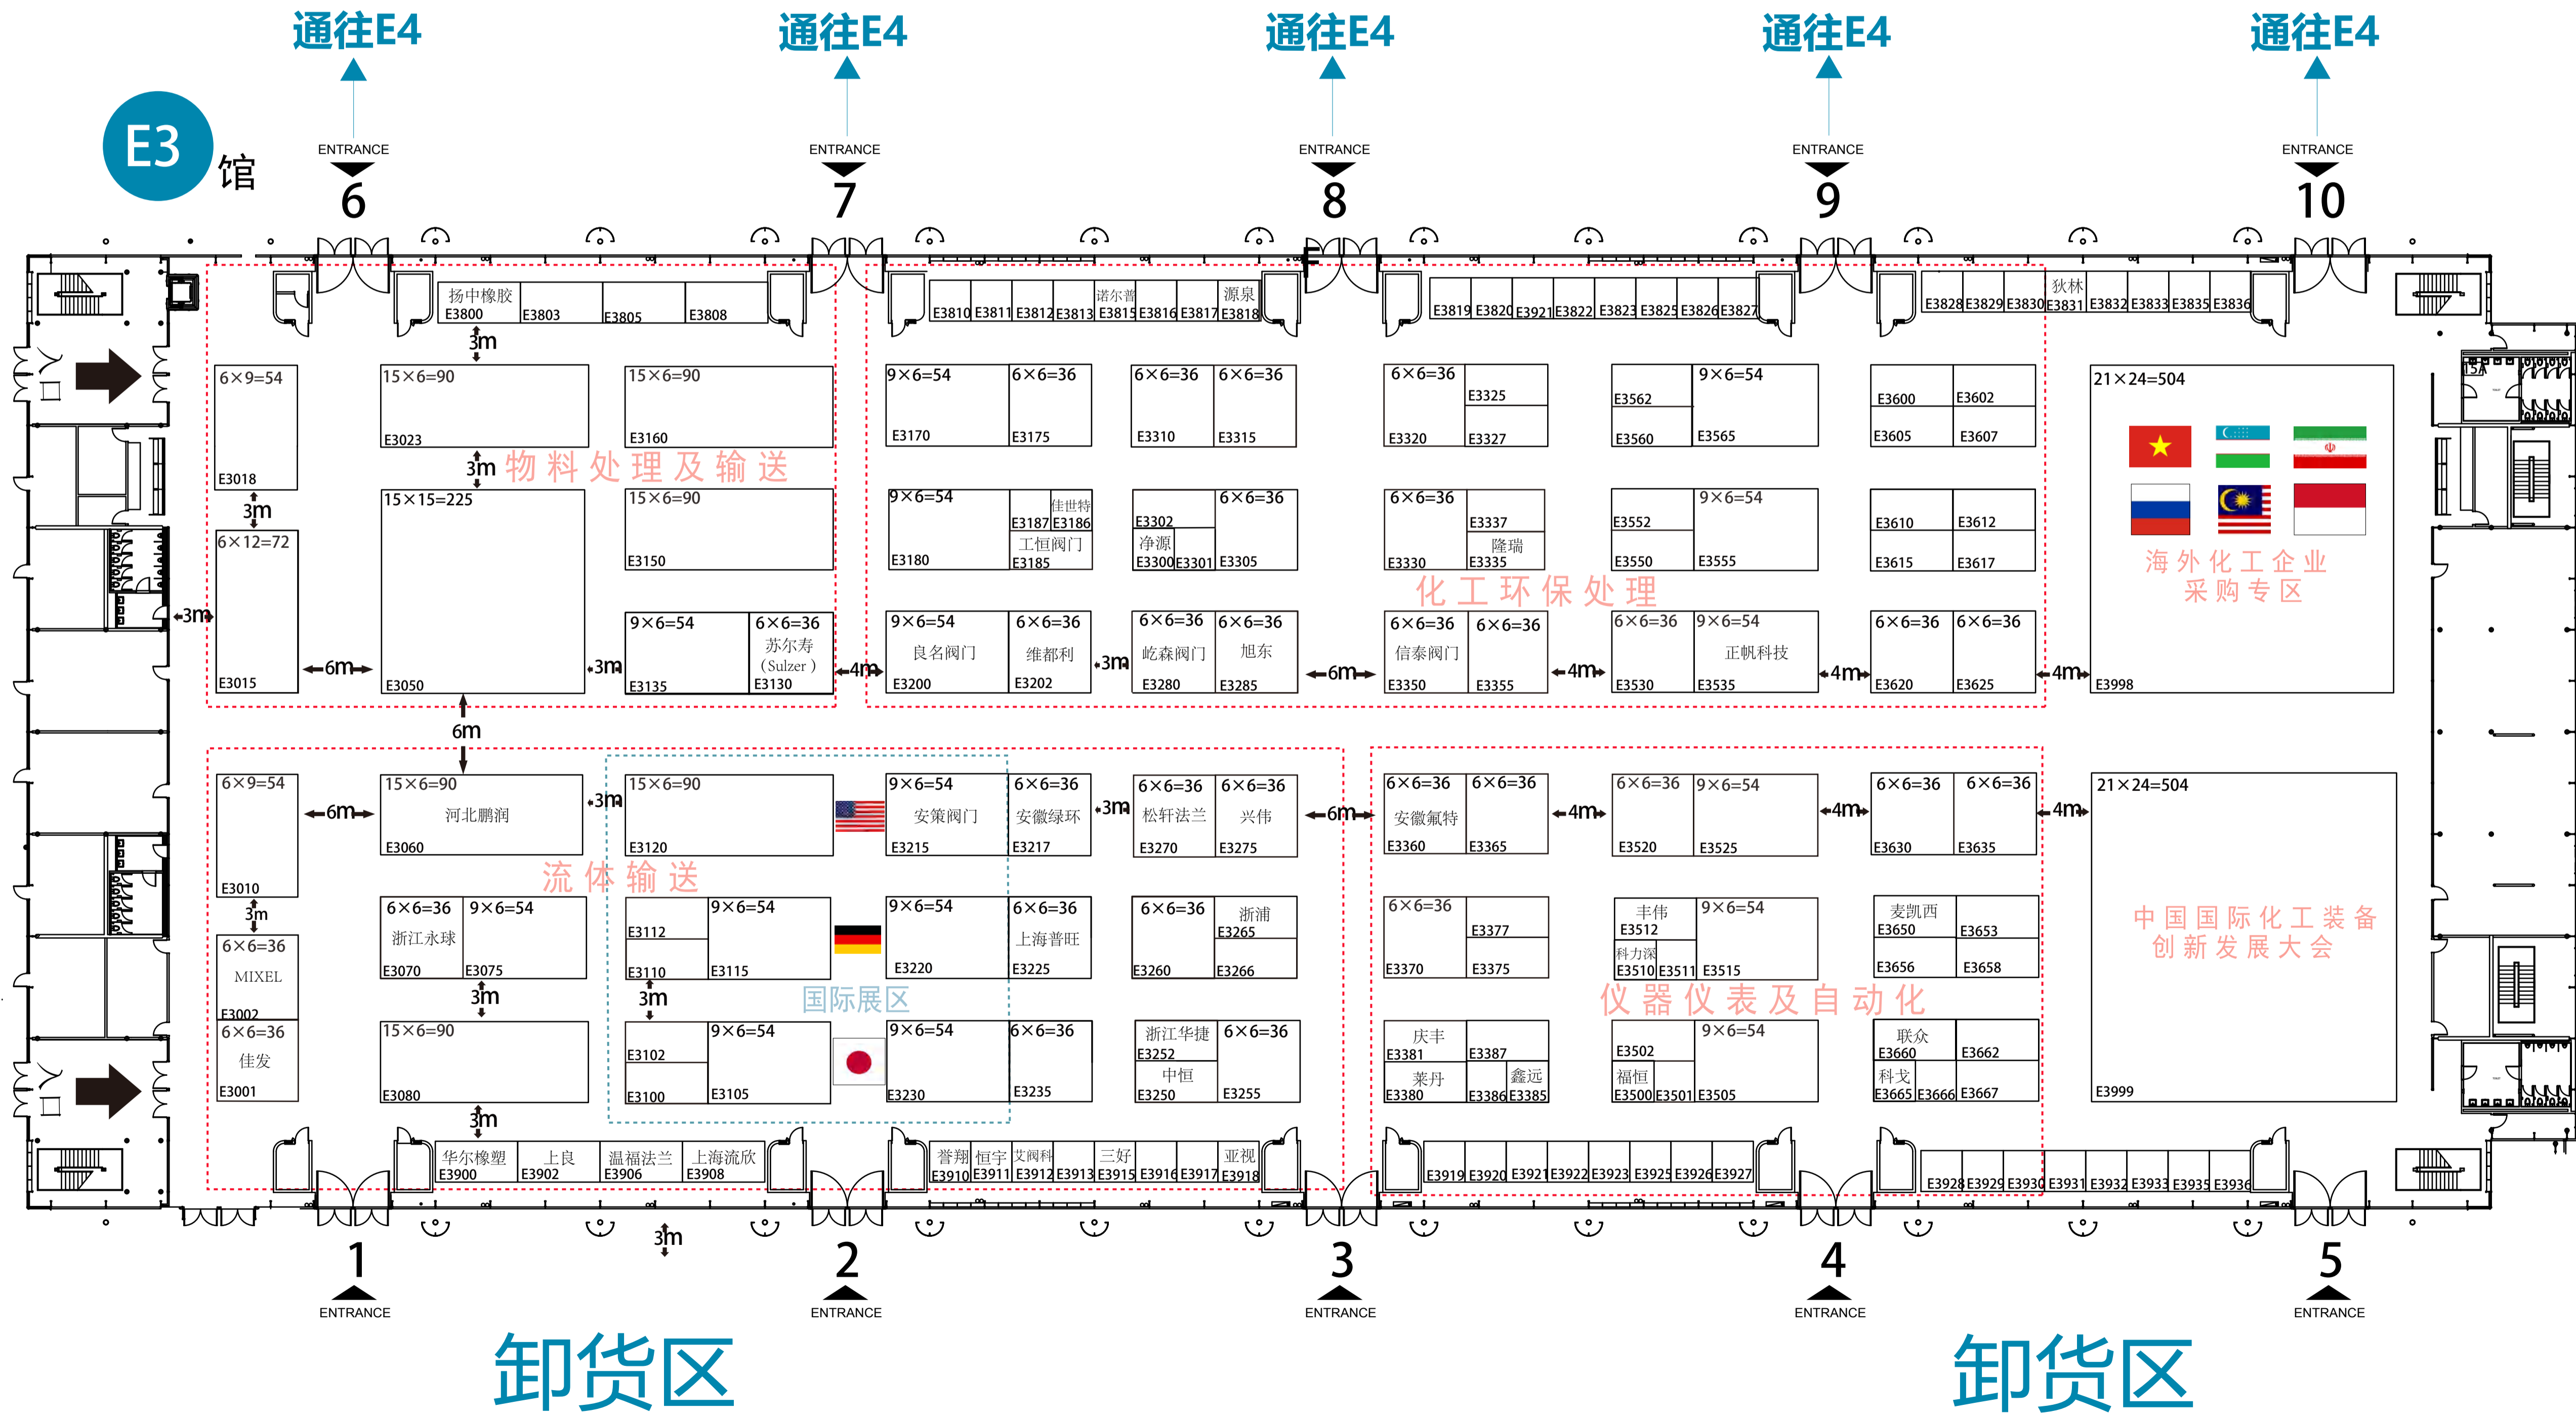 通往E4
通往E4
通往E4
通往E4
通往E4
E3
馆
ENTRANCE
ENTRANCE
ENTRANCE
ENTRANCE
ENTRANCE
6
7
8
9
10
扬中橡胶
E3800
E3803
E3805
E3808
E3810
E3811
E3812
E3813
诺尔普
E3815
E3816
E3817
源泉
E3818
E3819
E3820
E3921
E3822
E3823
E3825
E3826
E3827
E3828
E3829
E3830
狄林
E3831
E3832
E3833
E3835
E3836
3m
入口
6×9=54
E3018
15×6=90
E3023
15×6=90
E3160
9×6=54
E3170
6×6=36
E3175
6×6=36
E3310
6×6=36
E3315
6×6=36
E3320
E3325
E3327
E3562
E3560
9×6=54
E3565
E3600
E3602
E3605
E3607
21×24=504
15A
3m
3m
物料处理及输送
6×12=72
E3015
15×15=225
E3050
15×6=90
E3150
9×6=54
E3180
E3187
佳世特
E3186
工恒阀门
E3185
E3302
净源
E3300
E3301
6×6=36
E3305
6×6=36
E3330
E3337
隆瑞
E3335
E3552
E3550
9×6=54
E3555
E3610
E3612
E3615
E3617
海外化工企业
采购专区
E3998
化工环保处理
3m
6m
3m
9×6=54
E3135
6×6=36
苏尔寿
(Sulzer )
E3130
4m
9×6=54
良名阀门
E3200
6×6=36
维都利
E3202
3m
6×6=36
屹森阀门
E3280
6×6=36
旭东
E3285
6m
6×6=36
信泰阀门
E3350
6×6=36
E3355
4m
6×6=36
E3530
9×6=54
正帆科技
E3535
4m
6×6=36
E3620
6×6=36
E3625
4m
6m
6×9=54
E3010
6m
15×6=90
河北鹏润
E3060
3m
15×6=90
E3120
9×6=54
安策阀门
E3215
6×6=36
安徽绿环
E3217
3m
6×6=36
松轩法兰
E3270
6×6=36
兴伟
E3275
6m
6×6=36
安徽氟特
E3360
6×6=36
E3365
4m
6×6=36
E3520
9×6=54
E3525
4m
6×6=36
E3630
6×6=36
E3635
4m
21×24=504
中国国际化工装备
创新发展大会
E3999
流体输送
3m
6×6=36
MIXEL
E3002
6×6=36
浙江永球
E3070
9×6=54
E3075
E3112
E3110
9×6=54
E3115
9×6=54
E3220
6×6=36
上海普旺
E3225
6×6=36
E3260
浙浦
E3265
E3266
6×6=36
E3370
E3377
E3375
丰伟
E3512
科力深
E3510
E3511
9×6=54
E3515
麦凯西
E3650
E3653
E3656
E3658
3m
3m
国际展区
仪器仪表及自动化
入口
6×6=36
佳发
E3001
15×6=90
E3080
E3102
E3100
9×6=54
E3105
9×6=54
E3230
6×6=36
E3235
浙江华捷
E3252
中恒
E3250
6×6=36
E3255
庆丰
E3381
莱丹
E3380
E3387
E3386
鑫远
E3385
E3502
福恒
E3500
E3501
9×6=54
E3505
联众
E3660
E3662
科戈
E3665
E3666
E3667
3m
华尔橡塑
E3900
上良
E3902
温福法兰
E3906
上海流欣
E3908
誉翔
E3910
恒宇
E3911
艾阀科
E3912
E3913
三好
E3915
E3916
E3917
亚视
E3918
E3919
E3920
E3921
E3922
E3923
E3925
E3926
E3927
E3928
E3929
E3930
E3931
E3932
E3933
E3935
E3936
3m
1
2
3
4
5
ENTRANCE
ENTRANCE
ENTRANCE
ENTRANCE
ENTRANCE
卸货区
卸货区